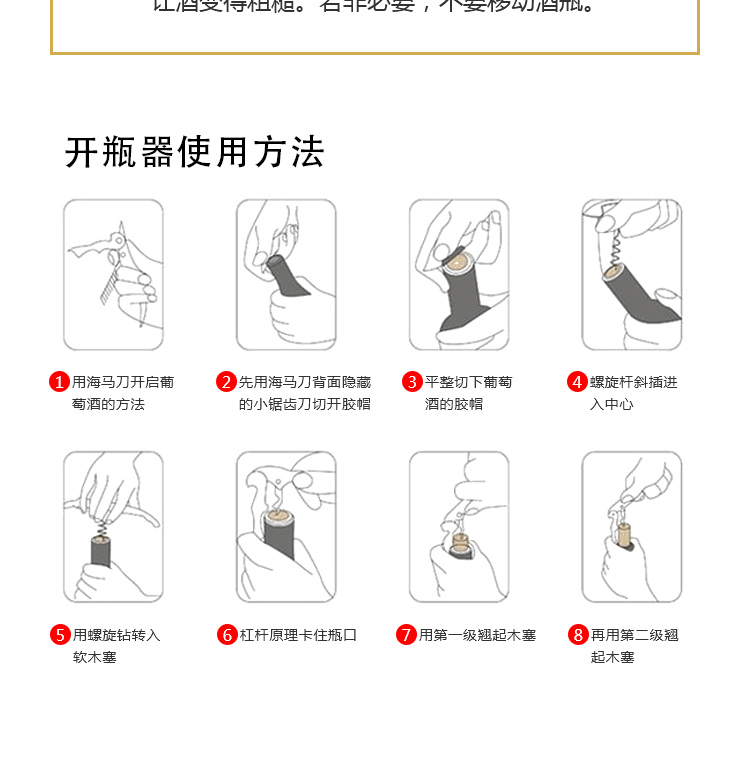 让酒变得粗糙。若非必要，不要移动酒瓶。
开瓶器使用方法
1 用海马刀开启葡
萄酒的方法
2 先用海马刀背面隐藏
的小锯齿刀切开胶帽
3 平整切下葡萄
酒的胶帽
4 螺旋杆斜插进
入中心
5 用螺旋钻转入
软木塞
6 杠杆原理卡住瓶口
7 用第一级翘起木塞
8 再用第二级翘
起木塞